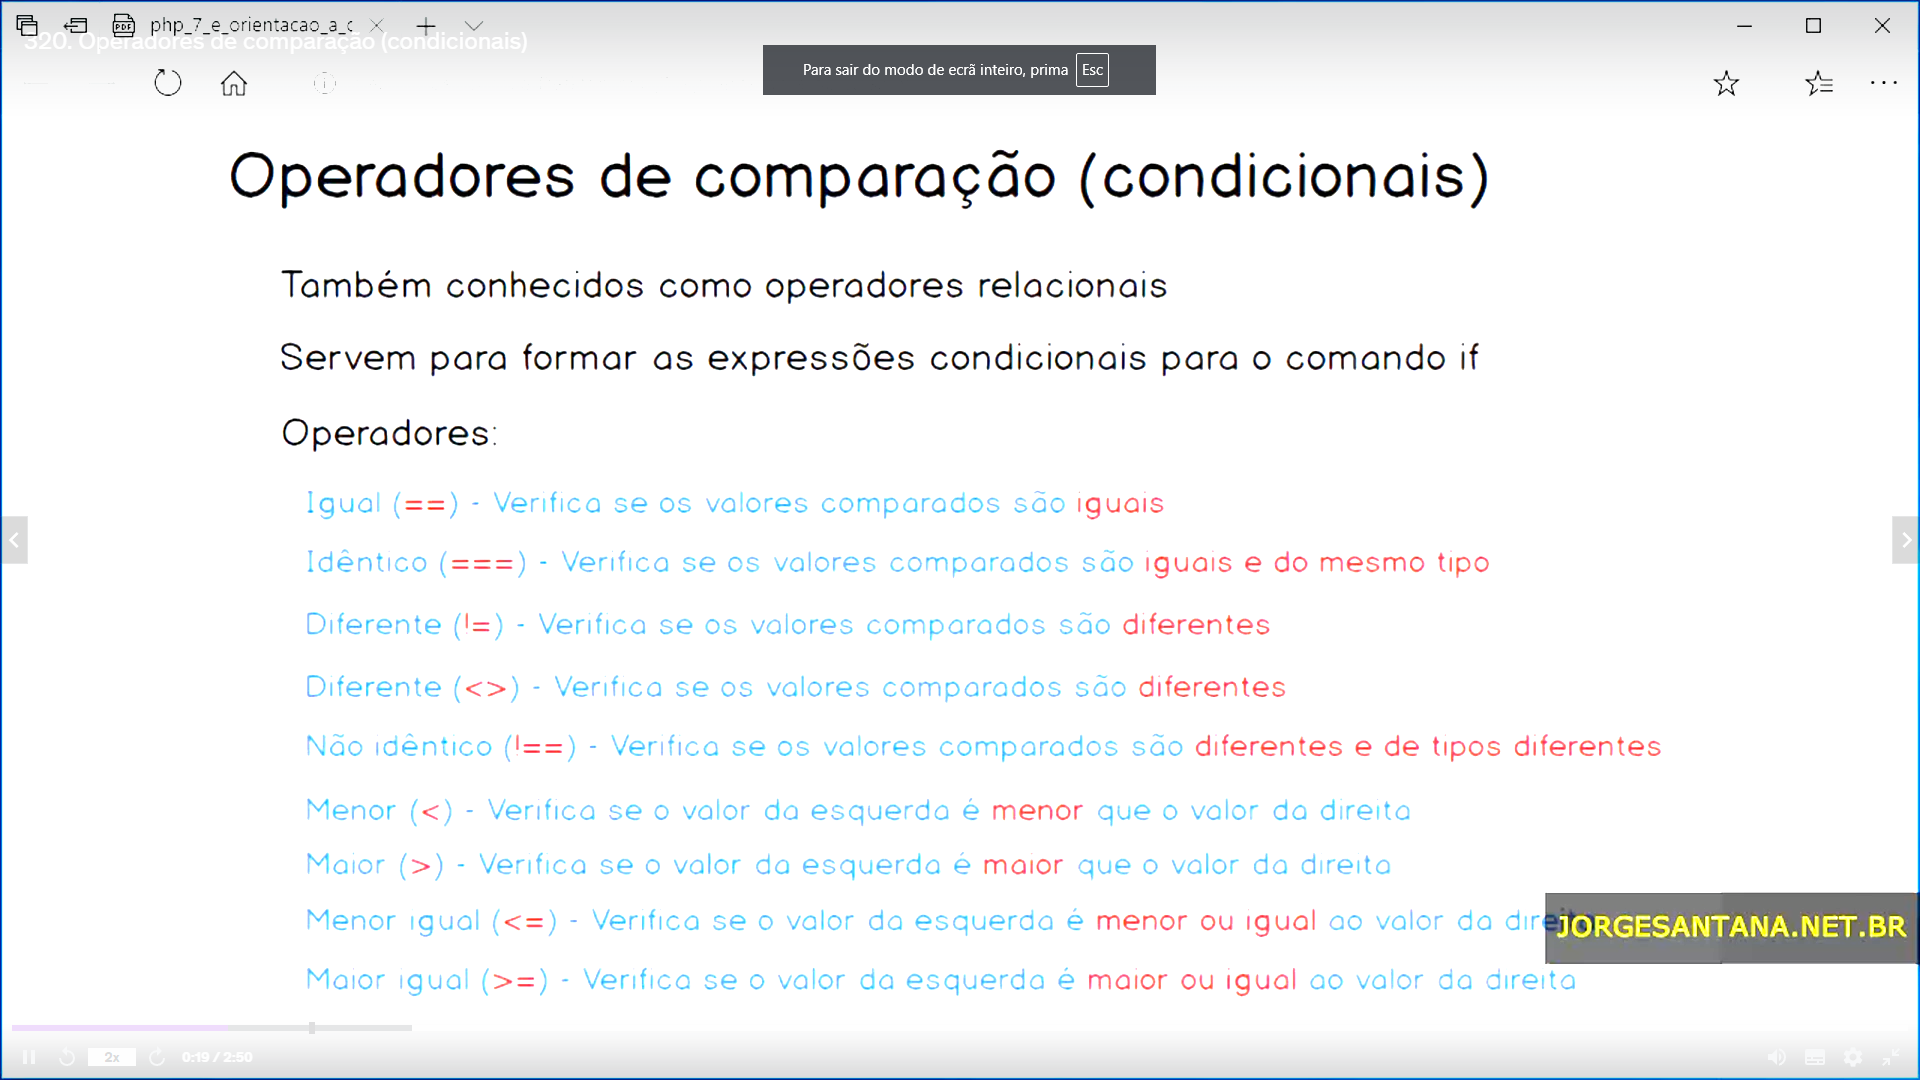 php_7_e_orientacao_a_c
320. Operadores de comparação (condicionais)
Para sair do modo de ecrã inteiro, prima Esc
Operadores de comparação (condicionais)
Também conhecidos como operadores relacionais
Servem para formar as expressões condicionais para o comando if
Operadores:
Igual (==) - Verifica se os valores comparados são iguais
Idêntico (===) - Verifica se os valores comparados são iguais e do mesmo tipo
Diferente (!=) - Verifica se os valores comparados são diferentes
Diferente (<>) - Verifica se os valores comparados são diferentes
Não idêntico (!==) - Verifica se os valores comparados são diferentes e de tipos diferentes
Menor (<) - Verifica se o valor da esquerda é menor que o valor da direita
Maior (>) - Verifica se o valor da esquerda é maior que o valor da direita
Menor igual (<=) - Verifica se o valor da esquerda é menor ou igual ao valor da direita
JORGESANTANA.NET.BR
Maior igual (>=) - Verifica se o valor da esquerda é maior ou igual ao valor da direita
2x 0:19 / 2:50